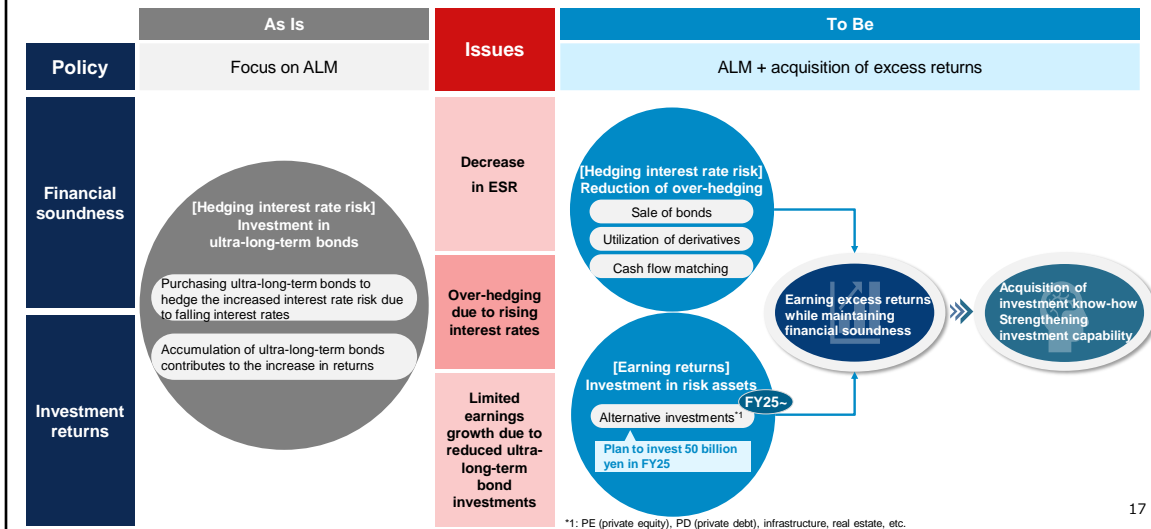 As Is
Issues
To Be
Policy
Focus on ALM
ALM + acquisition of excess returns
Financial
soundness
Investment
returns
[Hedging interest rate risk]
Investment in
ultra-long-term bonds
Purchasing ultra-long-term bonds to
hedge the increased interest rate risk due
to falling interest rates
Accumulation of ultra-long-term bonds
contributes to the increase in returns
Decrease
in ESR
Over-hedging
due to rising
interest rates
Limited
earnings
growth due to
reduced ultra-
long-term
bond
investments
[Hedging interest rate risk]
Reduction of over-hedging
Sale of bonds
Utilization of derivatives
Cash flow matching
[Earning returns]
Investment in risk assets
FY25~
Alternative investments*1
Plan to invest 50 billion
yen in FY25
Earning excess returns
while maintaining
financial soundness
Acquisition of
investment know-how
Strengthening
investment capability
*1: PE (private equity), PD (private debt), infrastructure, real estate, etc.
17